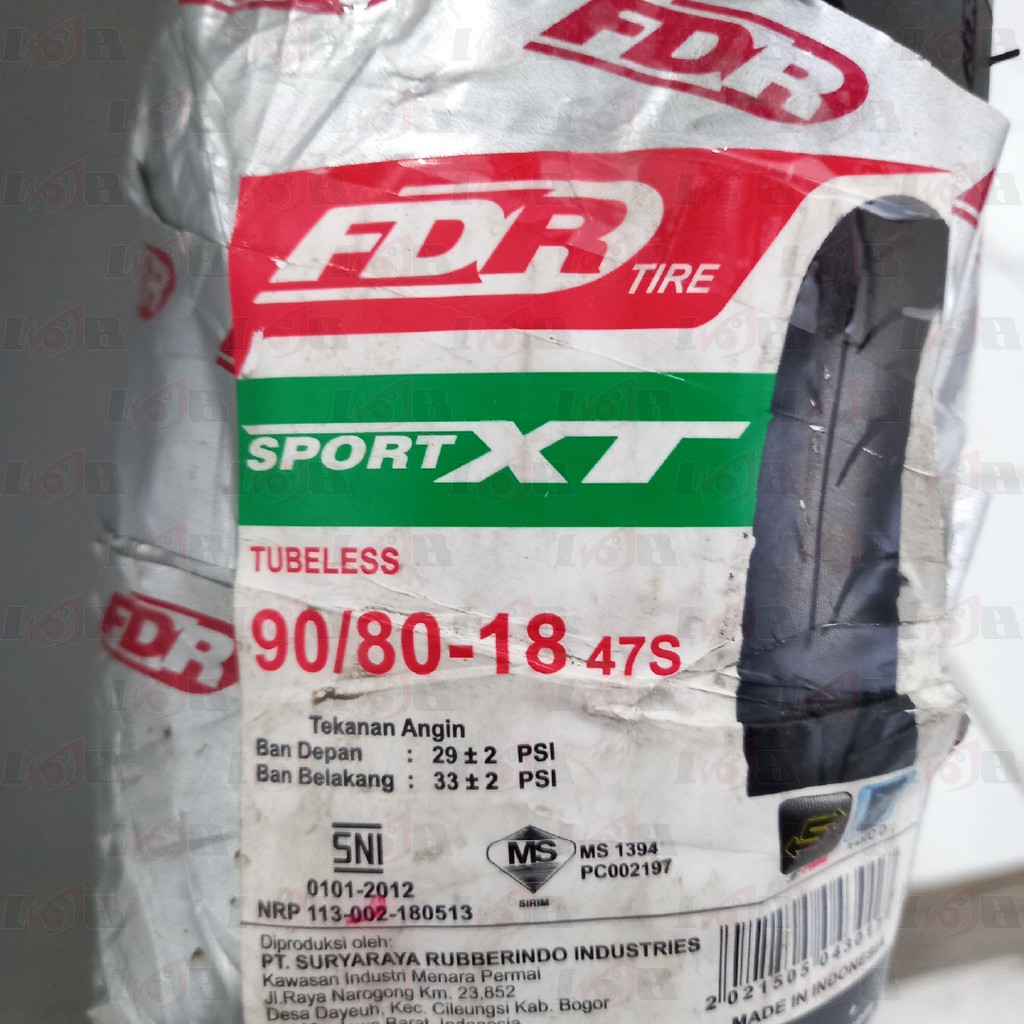 FDR
FDR TIRE
SPORT XT
TUBELESS
90/80-18 47S
FDR
Tekanan Angin
Ban Depan : 29 ± 2 PSI
Ban Belakang : 33 ± 2 PSI
SNI
0101-2012
NRP 113-002-180513
MS
SIRIM
MS 1394
PC002197
Diproduksi oleh:
PT. SURYARAYA RUBBERINDO INDUSTRIES
Kawasan Industri Menara Permai
Jl.Raya Narogong Km. 23,852
Desa Dayeuh, Kec. Cileungsi Kab. Bogor
MADE IN INDONESIA